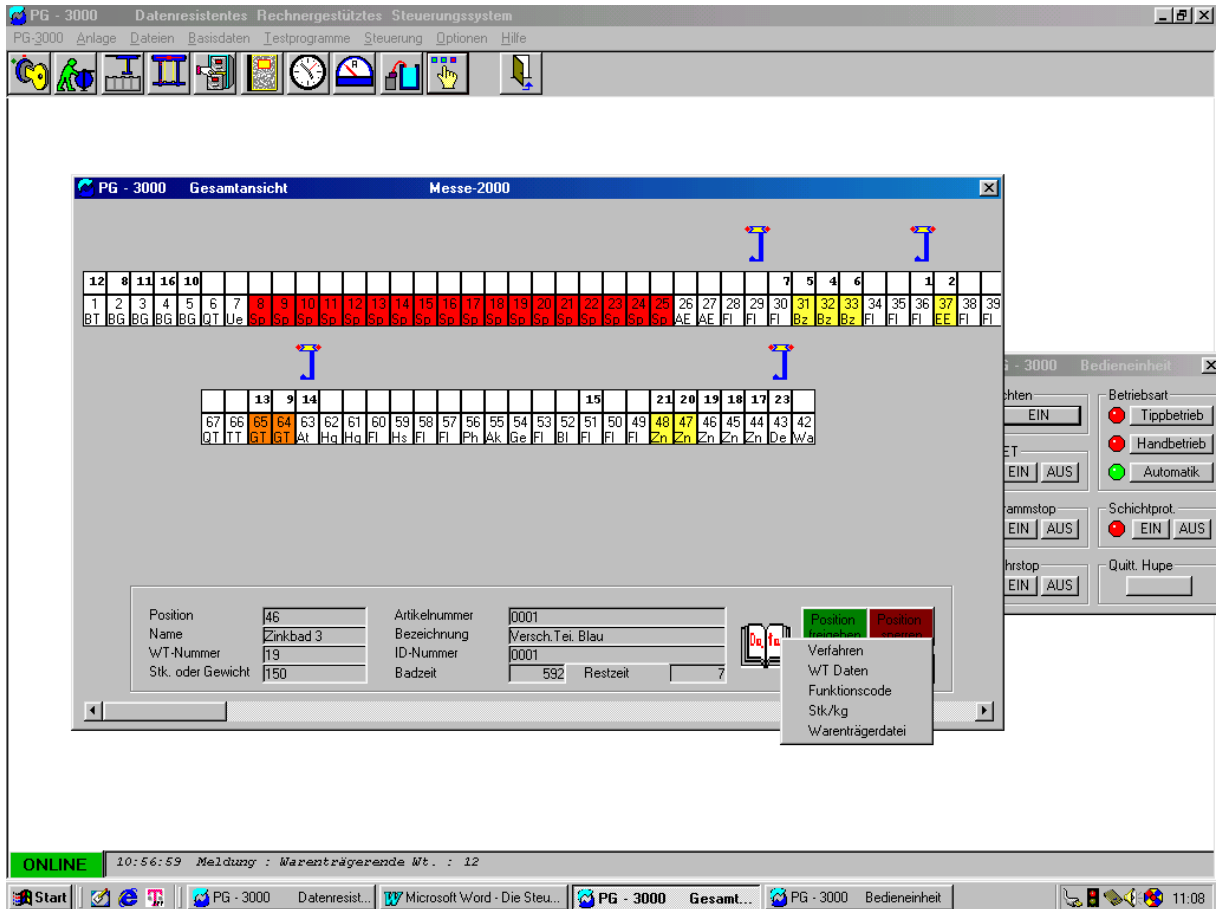 PG - 3000 Datenresistentes Rechnergestütztes Steuerungssystem
PG-3000 Anlage Dateien Basisdaten Testprogramme Steuerung Optionen Hilfe
PG - 3000 Gesamtansicht Messe-2000
12 8 11 16 10 7 5 4 6 1 2
1 2 3 4 5 6 7 8 9 10 11 12 13 14 15 16 17 18 19 20 21 22 23 24 25 26 27 28 29 30 31 32 33 34 35 36 37 38 39
BT BG BG BG BG QT Ue Sp Sp Sp Sp Sp Sp Sp Sp Sp Sp Sp Sp Sp Sp Sp Sp Sp Sp AE AE Fl Fl Fl Bz Bz Bz Fl Fl Fl EE Fl Fl
13 9 14 15 21 20 19 18 17 23
67 66 65 64 63 62 61 60 59 58 57 56 55 54 53 52 51 50 49 48 47 46 45 44 43 42
QT TT GT GT At Hq Hq Fl Hs Fl Fl Ph Ak Ge Fl Bl Fl Fl Fl Zn Zn Zn Zn Zn De Wa
- 3000 Bedieneinheit
chten
EIN
Betriebsart
Tippbetrieb
Handbetrieb
Automatik
ET
EIN AUS
ammstop
EIN AUS
Schichtprot.
EIN AUS
hrstop
EIN AUS
Quitt. Hupe
Position 46 Artikelnummer 0001
Name Zinkbad 3 Bezeichnung Versch.Tei. Blau
WT-Nummer 19 ID-Nummer 0001
Stk. oder Gewicht 150 Badzeit 592 Restzeit 7
Position freigeben
Position sperren
Verfahren
WT Daten
Funktionscode
Stk/kg
Warenträgerdatei
ONLINE 10:56:59 Meldung : Warenträgerende Wt. : 12
Start PG - 3000 Datenresist... Microsoft Word - Die Steu... PG - 3000 Gesamt... PG - 3000 Bedieneinheit 11:08